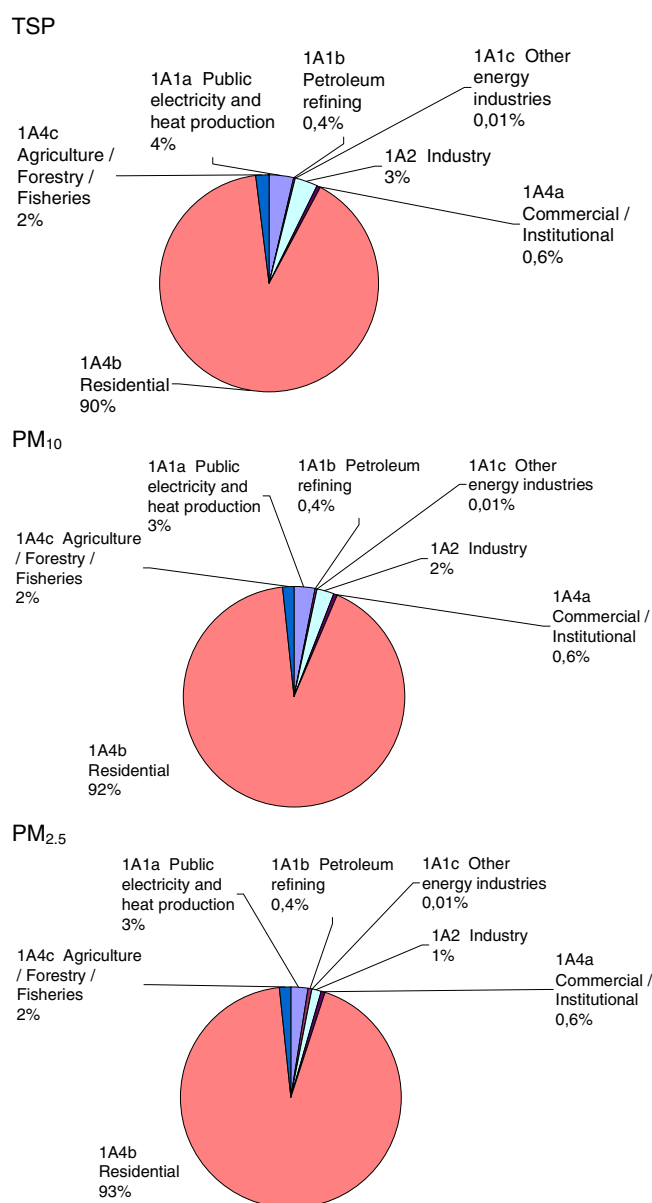 TSP
1A1a Public
electricity and
heat production
4%
1A1b
Petroleum
refining
0,4%
1A1c Other
energy
industries
0,01%
1A4c
Agriculture /
Forestry /
Fisheries
2%
1A2 Industry
3%
1A4a
Commercial /
Institutional
0,6%
1A4b
Residential
90%
PM10
1A1a Public
electricity and
heat production
3%
1A1b Petroleum
refining
0,4%
1A1c Other
energy industries
0,01%
1A4c Agriculture
/ Forestry /
Fisheries
2%
1A2 Industry
2%
1A4a
Commercial /
Institutional
0,6%
1A4b
Residential
92%
PM2.5
1A1a Public
electricity and
heat production
3%
1A1b Petroleum
refining
0,4%
1A1c Other
energy industries
0,01%
1A4c Agriculture
/ Forestry /
Fisheries
2%
1A2 Industry
1%
1A4a
Commercial /
Institutional
0,6%
1A4b
Residential
93%